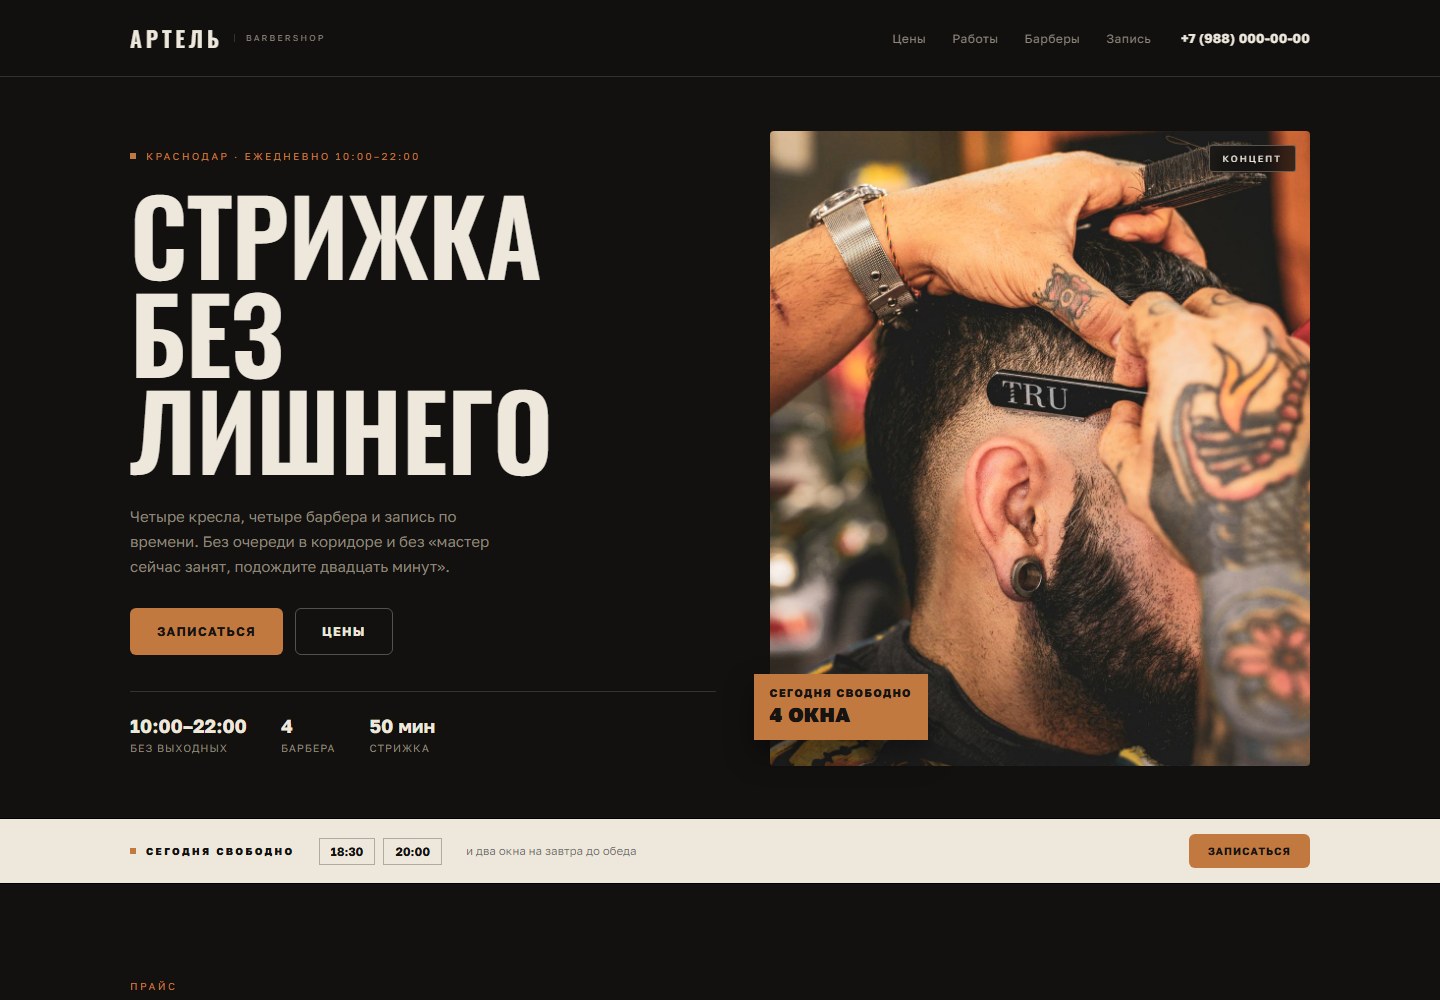 АРТЕЛЬ
BARBERSHOP
Цены Работы Барберы Запись +7 (988) 000-00-00
КРАСНОДАР · ЕЖЕДНЕВНО 10:00–22:00
СТРИЖКА
БЕЗ
ЛИШНЕГО
Четыре кресла, четыре барбера и запись по
времени. Без очереди в коридоре и без «мастер
сейчас занят, подождите двадцать минут».
ЗАПИСАТЬСЯ ЦЕНЫ
10:00–22:00
БЕЗ ВЫХОДНЫХ
4
БАРБЕРА
50 мин
СТРИЖКА
КОНЦЕПТ
TRU
СЕГОДНЯ СВОБОДНО
4 ОКНА
СЕГОДНЯ СВОБОДНО 18:30 20:00 и два окна на завтра до обеда ЗАПИСАТЬСЯ
ПРАЙС